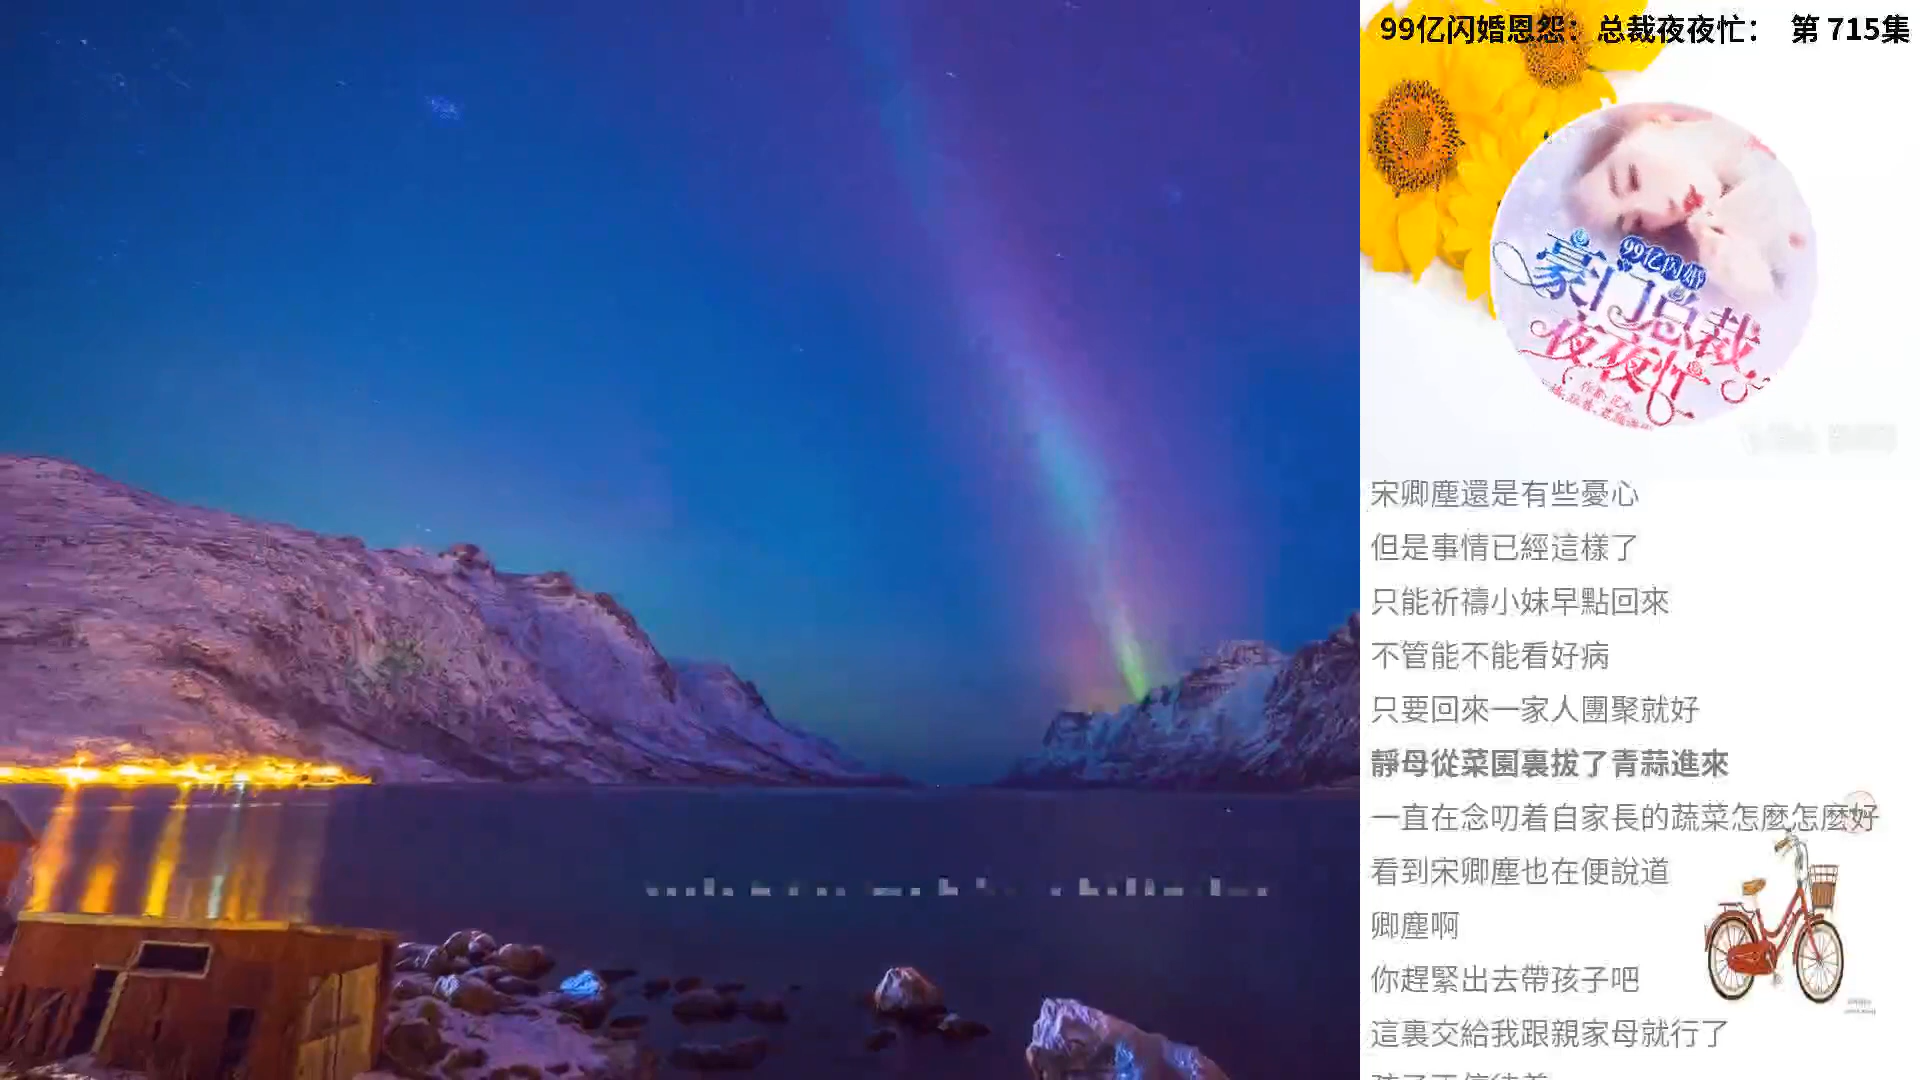 99亿闪婚恩怨：总裁夜夜忙： 第 715集
99亿闪婚
豪门总裁
夜夜忙
宋卿塵還是有些憂心
但是事情已經這樣了
只能祈禱小妹早點回來
不管能不能看好病
只要回來一家人團聚就好
靜母從菜園裏拔了青蒜進來
一直在念叨着自家長的蔬菜怎麽怎麽好
看到宋卿塵也在便說道
卿塵啊
你趕緊出去帶孩子吧
這裏交給我跟親家母就行了